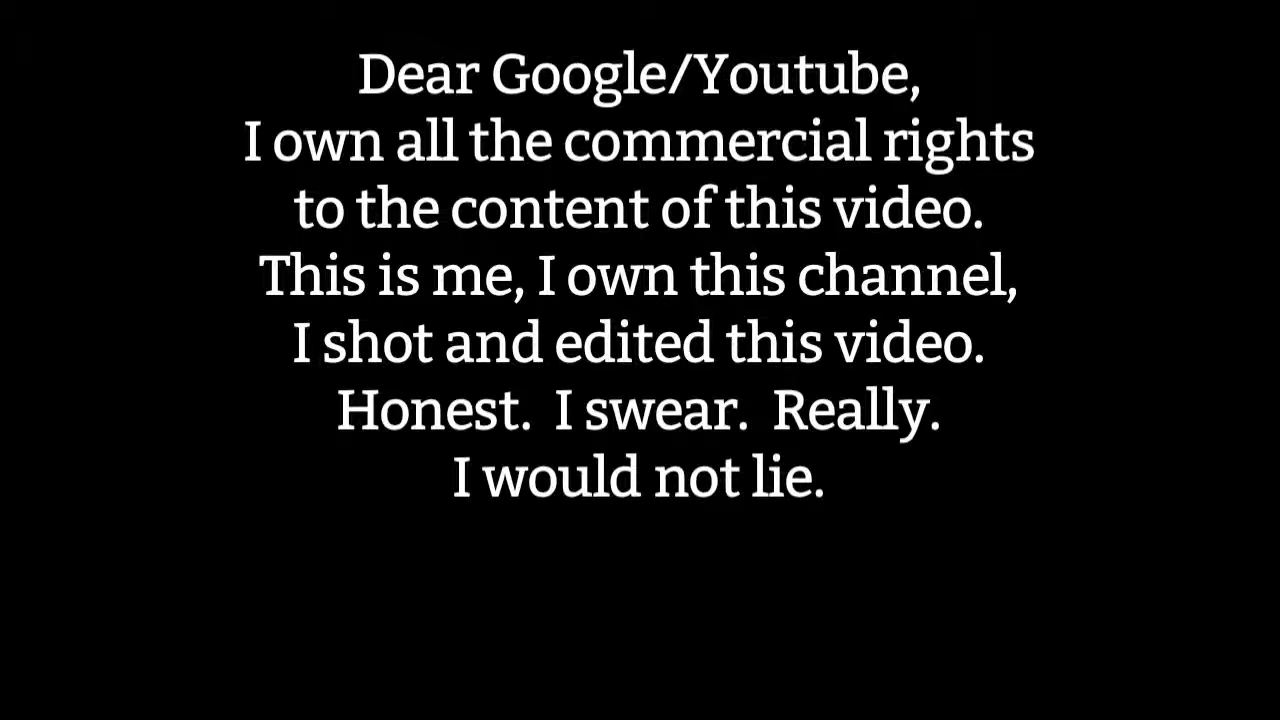 Dear Google/Youtube,
I own all the commercial rights
to the content of this video.
This is me, I own this channel,
I shot and edited this video.
Honest.  I swear.  Really.
I would not lie.